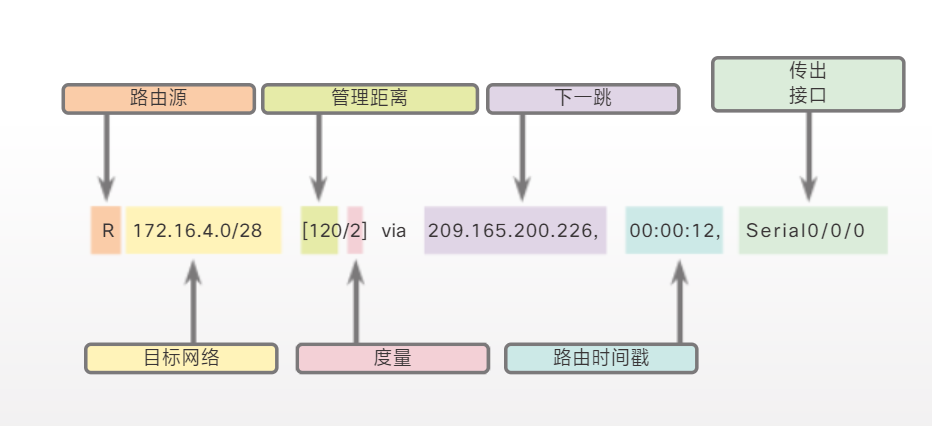 路由源
管理距离
下一跳
传出
接口
R 172.16.4.0/28 [120/2] via 209.165.200.226, 00:00:12, Serial0/0/0
目标网络
度量
路由时间戳